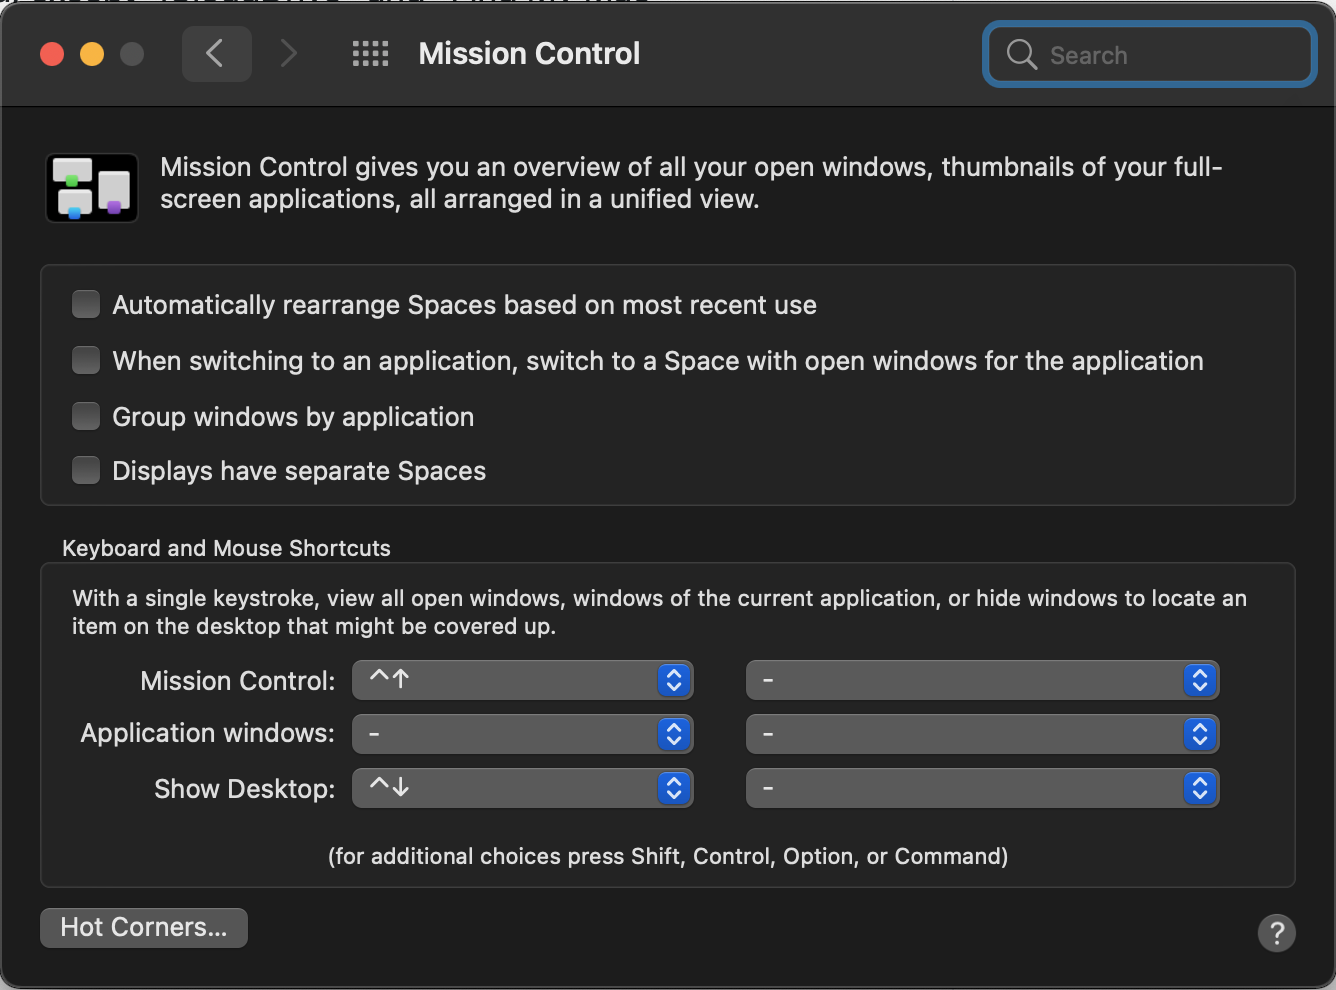 Mission Control
Search
Mission Control gives you an overview of all your open windows, thumbnails of your full-
screen applications, all arranged in a unified view.
Automatically rearrange Spaces based on most recent use
When switching to an application, switch to a Space with open windows for the application
Group windows by application
Displays have separate Spaces
Keyboard and Mouse Shortcuts
With a single keystroke, view all open windows, windows of the current application, or hide windows to locate an
item on the desktop that might be covered up.
Mission Control: ^↑ -
Application windows: - -
Show Desktop: ^↓ -
(for additional choices press Shift, Control, Option, or Command)
Hot Corners...
?